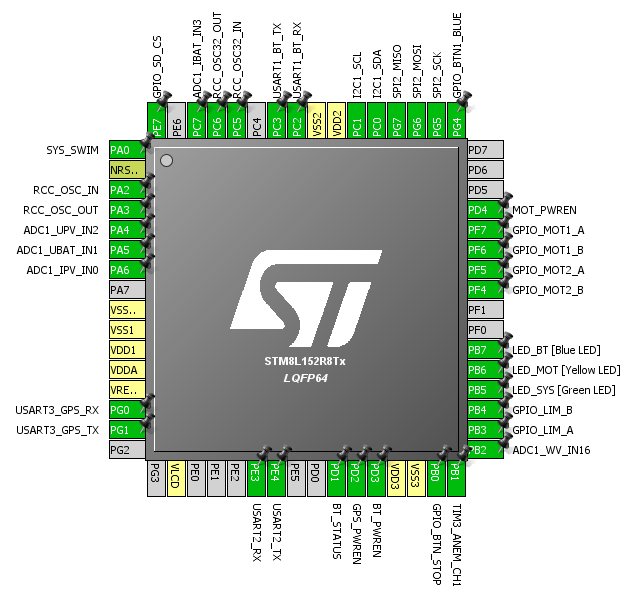 GPIO_SD_CS
ADC1_IBAT_IN3
RCC_OSC32_OUT
RCC_OSC32_IN
USART1_BT_TX
USART1_BT_RX
I2C1_SCL
I2C1_SDA
SPI2_MISO
SPI2_MOSI
SPI2_SCK
GPIO_BTN1_BLUE
PE7
PE6
PC7
PC6
PC5
PC4
PC3
PC2
VSS2
VDD2
PC1
PC0
PG7
PG6
PG5
PG4
SYS_SWIM PA0
NRS..
RCC_OSC_IN PA2
RCC_OSC_OUT PA3
ADC1_UPV_IN2 PA4
ADC1_UBAT_IN1 PA5
ADC1_IPV_IN0 PA6
PA7
VSS..
VSS1
VDD1
VDDA
VRE..
USART3_GPS_RX PG0
USART3_GPS_TX PG1
PG2
ST
STM8L152R8Tx
LQFP64
PD7
PD6
PD5
PD4 MOT_PWREN
PF7 GPIO_MOT1_A
PF6 GPIO_MOT1_B
PF5 GPIO_MOT2_A
PF4 GPIO_MOT2_B
PF1
PF0
PB7 LED_BT [Blue LED]
PB6 LED_MOT [Yellow LED]
PB5 LED_SYS [Green LED]
PB4 GPIO_LIM_B
PB3 GPIO_LIM_A
PB2 ADC1_WV_IN16
PG3
VLCD
PE0
PE1
PE2
PE3
PE4
PE5
PD0
PD1
PD2
PD3
VDD3
VSS3
PB0
PB1
USART2_RX
USART2_TX
BT_STATUS
GPS_PWREN
BT_PWREN
GPIO_BTN_STOP
TIM3_ANEM_CH1